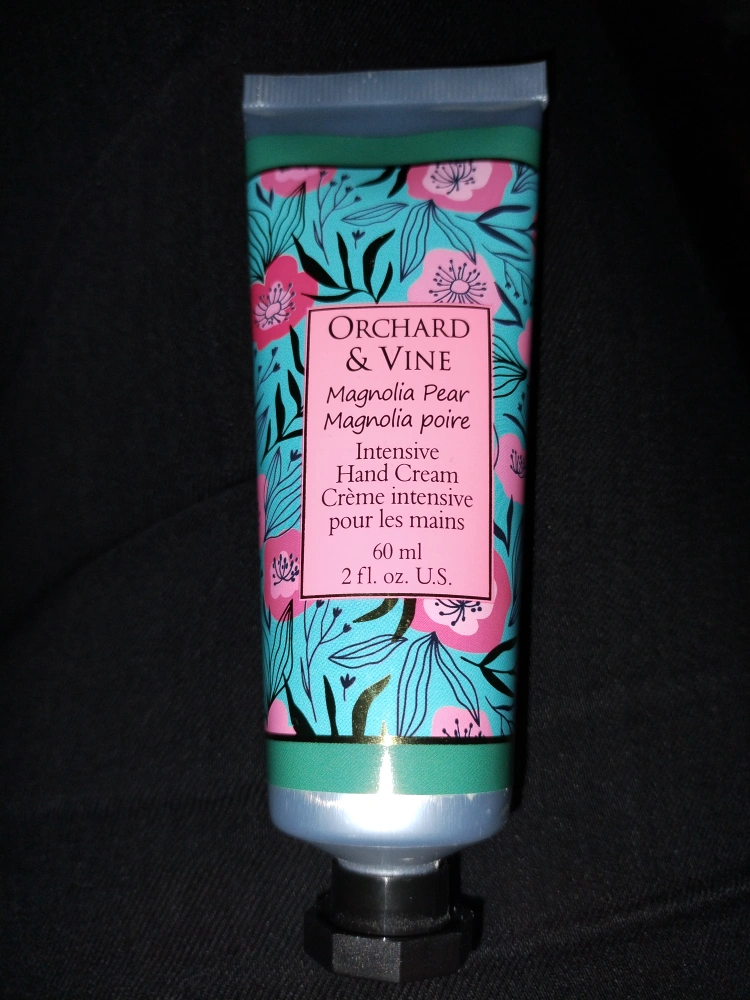 ORCHARD
& VINE
Magnolia Pear
Magnolia poire
Intensive
Hand Cream
Crème intensive
pour les mains
60 ml
2 fl. oz. U.S.